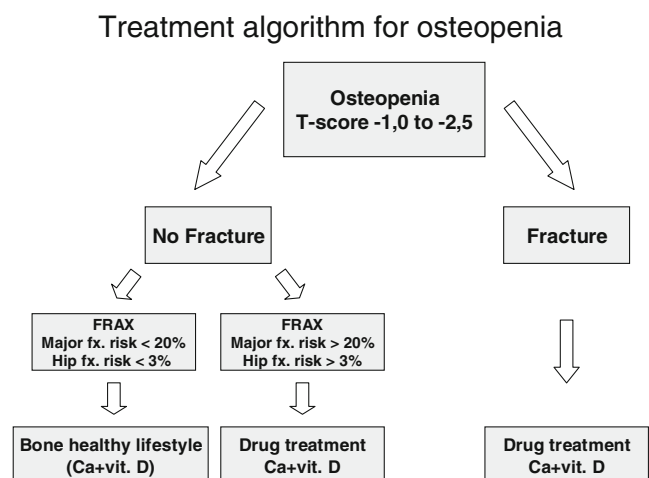 Treatment algorithm for osteopenia
Osteopenia
T-score -1,0 to -2,5
No Fracture
Fracture
FRAX
Major fx. risk < 20%
Hip fx. risk < 3%
FRAX
Major fx. risk > 20%
Hip fx. risk > 3%
Bone healthy lifestyle
(Ca+vit. D)
Drug treatment
Ca+vit. D
Drug treatment
Ca+vit. D